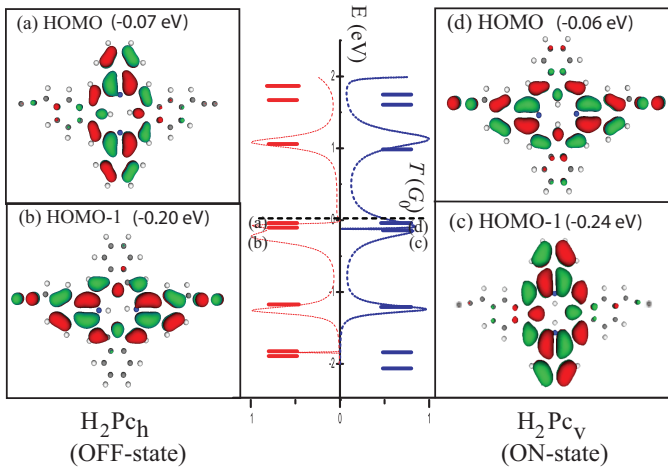 (a) HOMO (-0.07 eV)
E (eV)
(d) HOMO (-0.06 eV)
2
1
T (G₀)
0
(a)
(d)
(b) HOMO-1 (-0.20 eV)
(b)
(c)
(c) HOMO-1 (-0.24 eV)
-1
-2
1
0
1
H₂Pcₕ
(OFF-state)
H₂Pcᵥ
(ON-state)